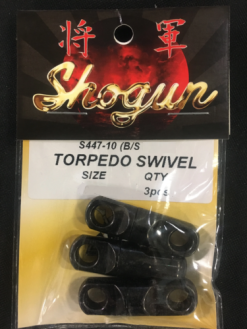 将 軍
Shogun
S447-10 (B/S
TORPEDO SWIVEL
SIZE QTY
3pcs